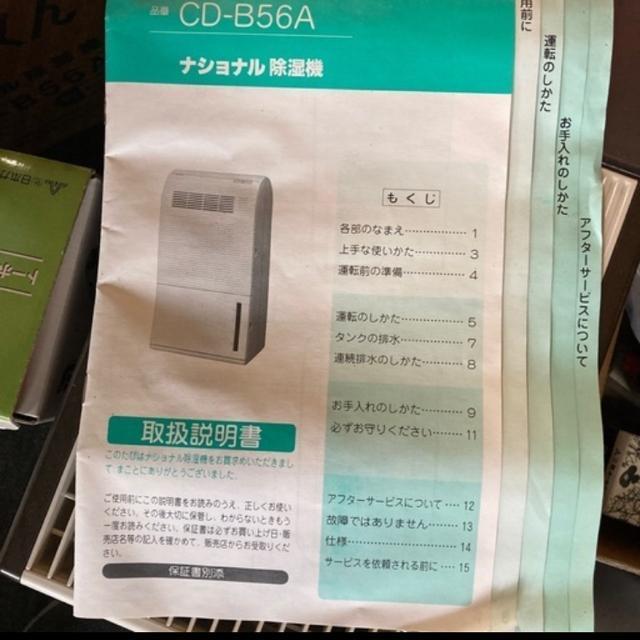 品番 CD-B56A
ナショナル 除湿機
用前に
運転のしかた
お手入れのしかた
アフターサービスについて
もくじ
各部のなまえ……………… 1
上手な使いかた…………… 3
運転前の準備……………… 4
運転のしかた……………… 5
タンクの排水……………… 7
連続排水のしかた………… 8
お手入れのしかた………… 9
必ずお守りください……… 11
アフターサービスについて…… 12
故障ではありません……… 13
仕様………………………… 14
サービスを依頼される前に…… 15
取扱説明書
このたびはナショナル除湿機をお買求めいただきまし
て まことにありがとうございました。
ご使用前にこの説明書をお読みのうえ、正しくお使い
ください。その後大切に保管し、わからないときもう
一度お読みください。保証書は必ずお買い上げ日・販
売店名等の記入を確かめて、販売店からお受取りくだ
さい。
保証書別添